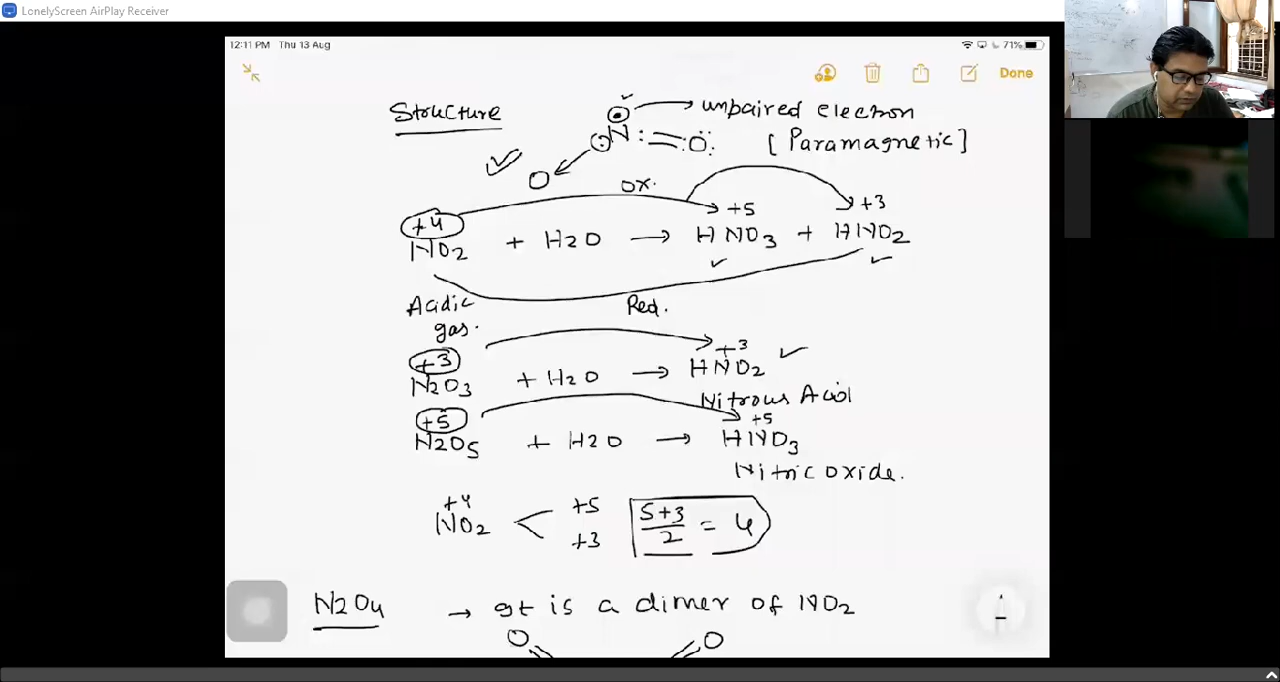 LonelyScreen AirPlay Receiver
12:11 PM Thu 13 Aug 71%
Done
Structure
unpaired electron
N = O
[Paramagnetic]
O
ox.
+4 +5 +3
NO2 + H2O → HNO3 + HNO2
Acidic Red.
gas.
+3 +3
N2O3 + H2O → HNO2
Nitrous Acid
+5 +5
N2O5 + H2O → HNO3
Nitric oxide.
+4 +5 5+3
NO2 < 2 = 4
+3
N2O4 → It is a dimer of NO2
O O